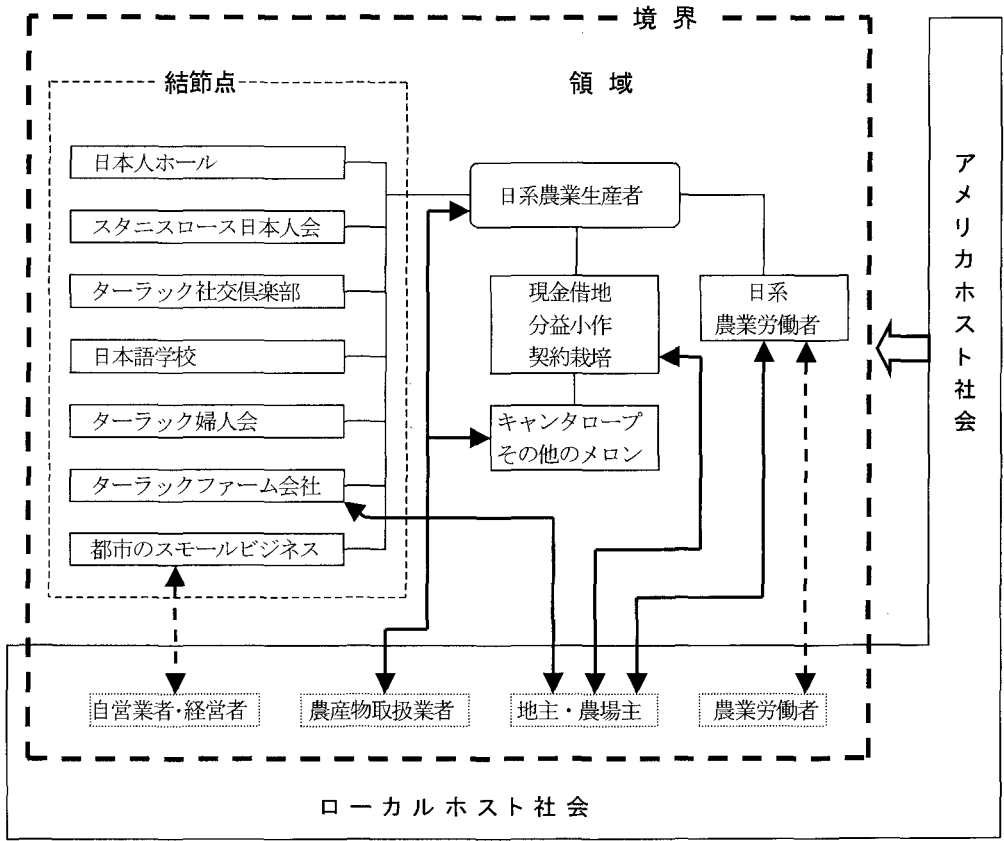 境界
結節点
領域
日本人ホール
スタニスロース日本人会
ターラック社交倶楽部
日本語学校
ターラック婦人会
ターラックファーム会社
都市のスモールビジネス
日系農業生産者
現金借地
分益小作
契約栽培
キャンタロープ
その他のメロン
日系
農業労働者
アメリカホスト社会
自営業者・経営者
農産物取扱業者
地主・農場主
農業労働者
ローカルホスト社会